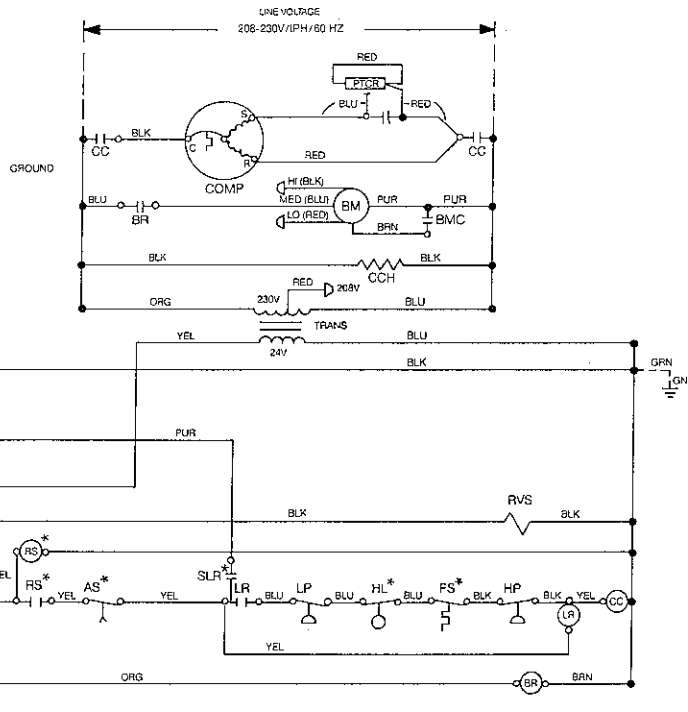 LINE VOLTAGE
208-230V/1PH/60 HZ
RED
PTCR
BLU
RED
S
BLK
C
CC
R
RED
CC
COMP
GROUND
HI (BLK)
BLU
MED (BLU)
BM
PUR
PUR
BR
LO (RED)
BRN
BMC
BLK
BLK
CCH
RED
208V
ORG
230V
BLU
TRANS
YEL
BLU
24V
BLK
GRN
GN
PUR
BLK
RVS
BLK
RS*
SLR*
EL
RS*
AS*
LR
LP
HL*
FS*
HP
YEL
YEL
BLU
BLU
BLU
BLK
BLK
YEL
CC
LR
YEL
ORG
BR
BRN